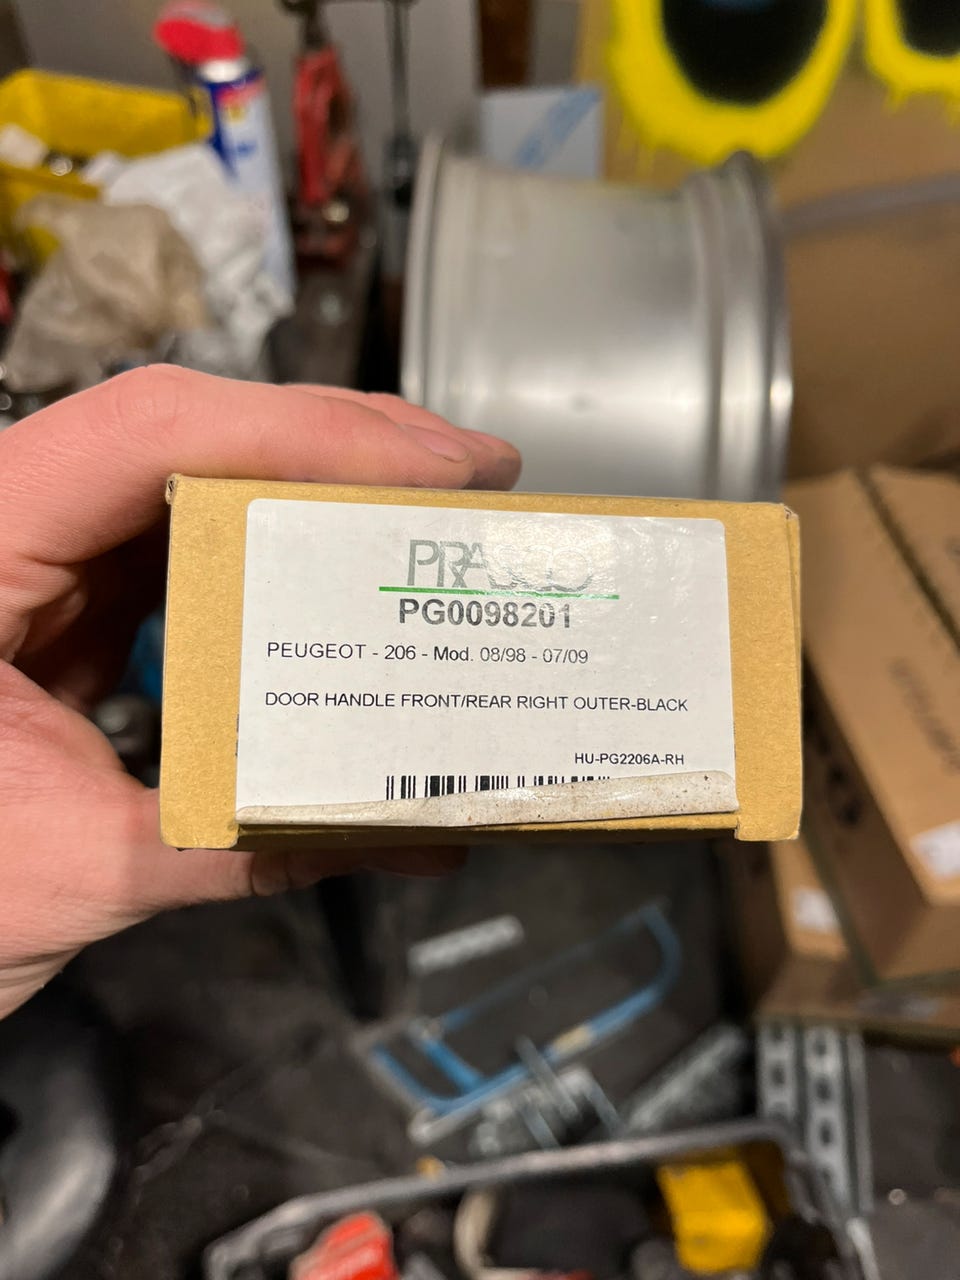 PRASCO
PG0098201
PEUGEOT - 206 - Mod. 08/98 - 07/09
DOOR HANDLE FRONT/REAR RIGHT OUTER-BLACK
HU-PG2206A-RH